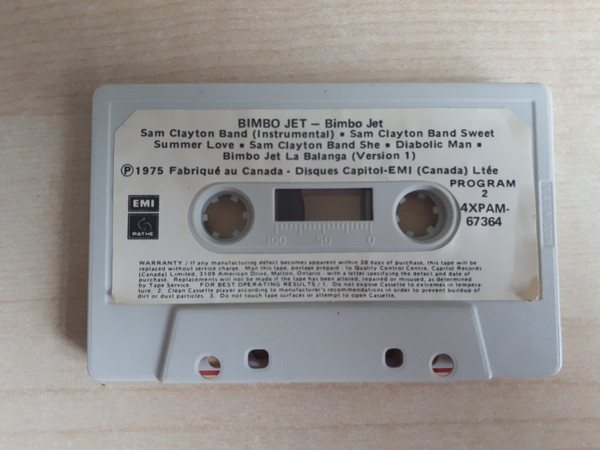 BIMBO JET — Bimbo Jet
Sam Clayton Band (Instrumental) • Sam Clayton Band Sweet
Summer Love • Sam Clayton Band She • Diabolic Man •
Bimbo Jet La Balanga (Version 1)
Ⓟ1975 Fabriqué au Canada - Disques Capitol-EMI (Canada) Ltée
PROGRAM
2
4XPAM-
67364
EMI
PATHE
100 50 0
WARRANTY / If any manufacturing defect becomes apparent within 28 days of purchase, this tape will be
replaced without service charge. Mail this tape, postage prepaid - to Quality Control Centre, Capitol Records
(Canada) Limited, 3109 American Drive, Malton, Ontario - with a letter specifying the defect and date of
purchase. Replacements will not be made if the tape has been altered, repaired or misused, as determined
by Tape Service. FOR BEST OPERATING RESULTS / 1. Do not expose Cassette to extremes in tempera-
ture. 2. Clean Cassette player according to manufacturer's recommendations in order to prevent buildup of
dirt or dust particles. 3. Do not touch tape surfaces or attempt to open Cassette.